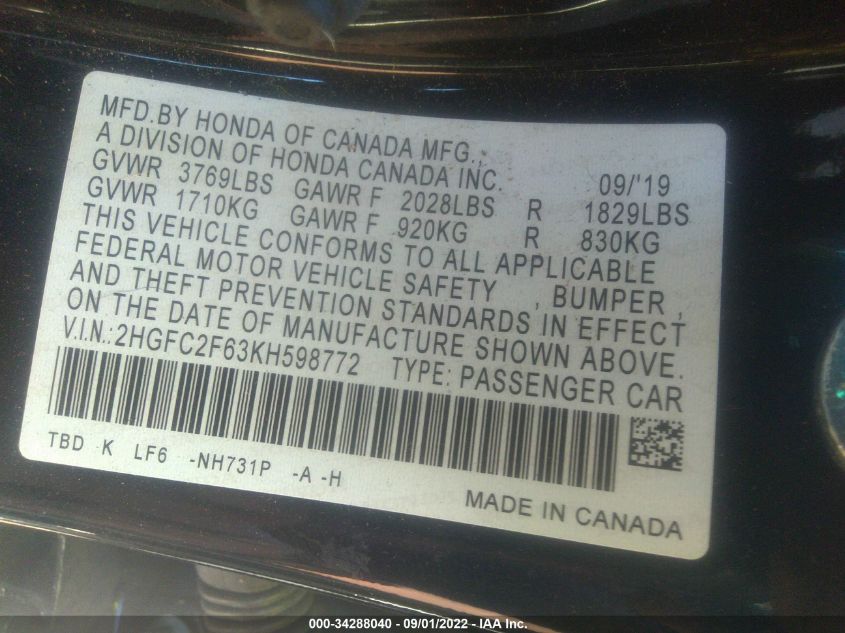 MFD.BY HONDA OF CANADA MFG.,
A DIVISION OF HONDA CANADA INC. 09/'19
GVWR 3769LBS GAWR F 2028LBS R 1829LBS
GVWR 1710KG GAWR F 920KG R 830KG
THIS VEHICLE CONFORMS TO ALL APPLICABLE
FEDERAL MOTOR VEHICLE SAFETY , BUMPER ,
AND THEFT PREVENTION STANDARDS IN EFFECT
ON THE DATE OF MANUFACTURE SHOWN ABOVE.
V.I.N.:2HGFC2F63KH598772 TYPE: PASSENGER CAR
TBD K LF6 -NH731P -A -H
MADE IN CANADA
000-34288040 - 09/01/2022 - IAA Inc.